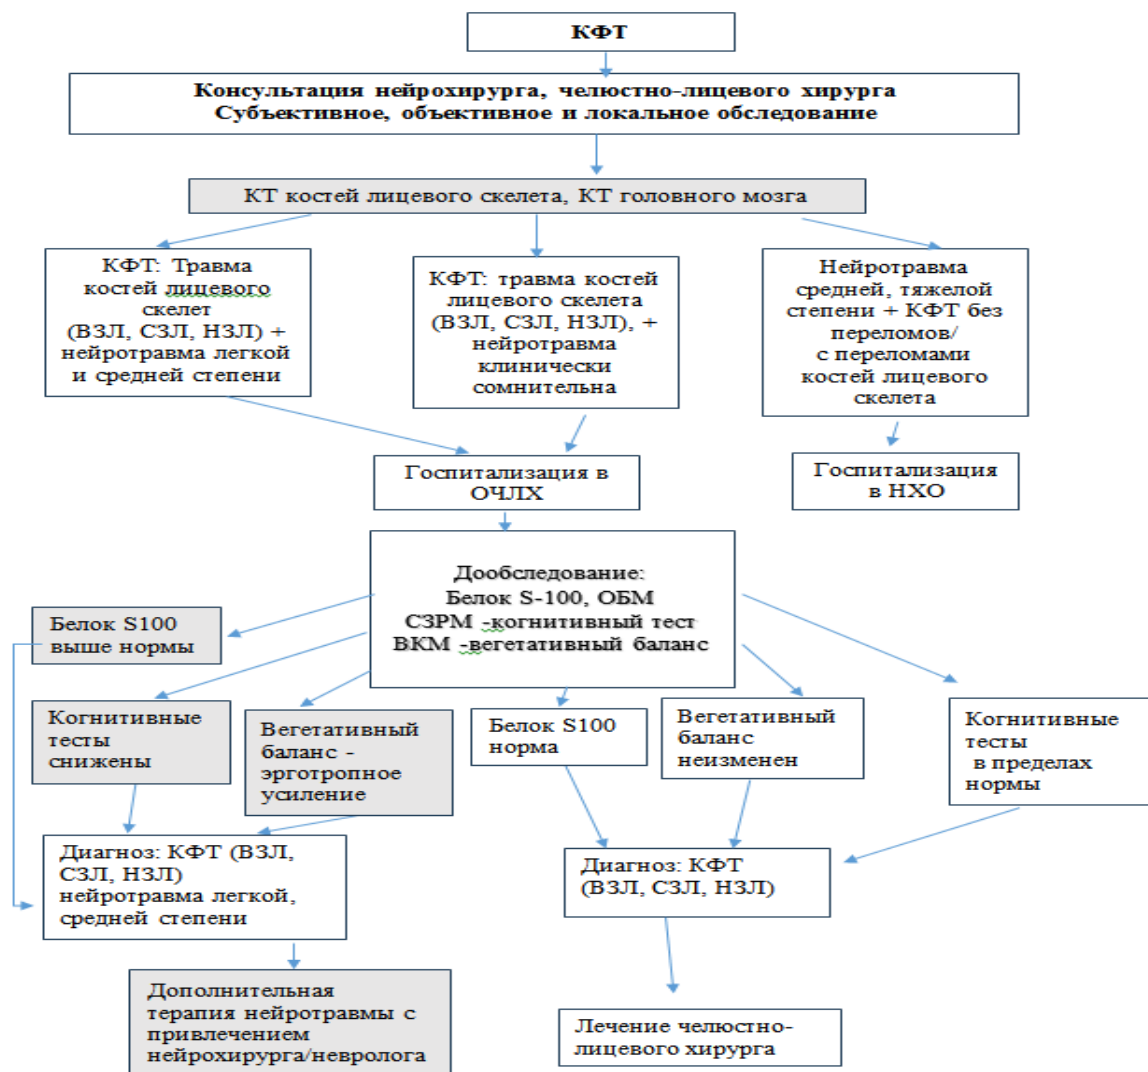 КФТ
Консультация нейрохирурга, челюстно-лицевого хирурга
Субъективное, объективное и локальное обследование
КТ костей лицевого скелета, КТ головного мозга
КФТ: Травма
костей лицевого
скелет
(ВЗЛ, СЗЛ, НЗЛ) +
нейротравма легкой
и средней степени
КФТ: травма костей
лицевого скелета
(ВЗЛ, СЗЛ, НЗЛ), +
нейротравма
клинически
сомнительна
Нейротравма
средней, тяжелой
степени + КФТ без
переломов/
с переломами
костей лицевого
скелета
Госпитализация в
ОЧЛХ
Госпитализация
в НХО
Дообследование:
Белок S-100, ОБМ
СЗРМ -когнитивный тест
ВКМ -вегетативный баланс
Белок S100
выше нормы
Когнитивные
тесты
снижены
Вегетативный
баланс -
эрготропное
усиление
Белок S100
норма
Вегетативный
баланс
неизменен
Когнитивные
тесты
в пределах
нормы
Диагноз: КФТ (ВЗЛ,
СЗЛ, НЗЛ)
нейротравма легкой,
средней степени
Диагноз: КФТ
(ВЗЛ, СЗЛ, НЗЛ)
Дополнительная
терапия нейротравмы с
привлечением
нейрохирурга/невролога
Лечение челюстно-
лицевого хирурга